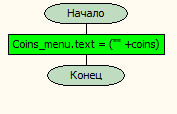 Начало
Coins_menu.text = ("" +coins)
Конец